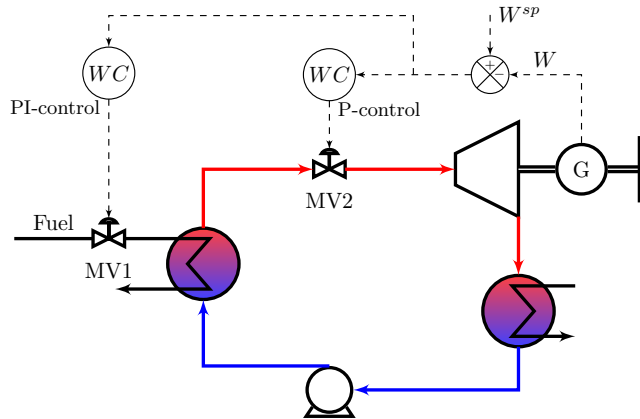 W^{sp}
+
−
W
WC
WC
PI-control
P-control
G
MV2
Fuel
MV1